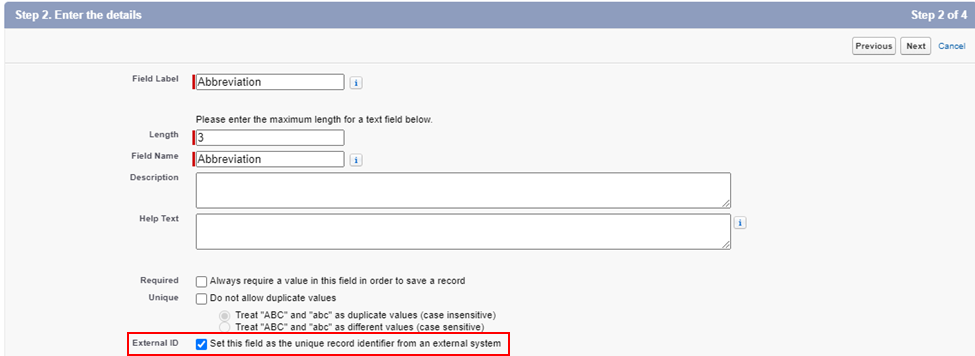 Step 2. Enter the details Step 2 of 4
Previous Next Cancel
Field Label Abbreviation i
Please enter the maximum length for a text field below.
Length 3
Field Name Abbreviation i
Description
Help Text i
Required Always require a value in this field in order to save a record
Unique Do not allow duplicate values
Treat "ABC" and "abc" as duplicate values (case insensitive)
Treat "ABC" and "abc" as different values (case sensitive)
External ID Set this field as the unique record identifier from an external system